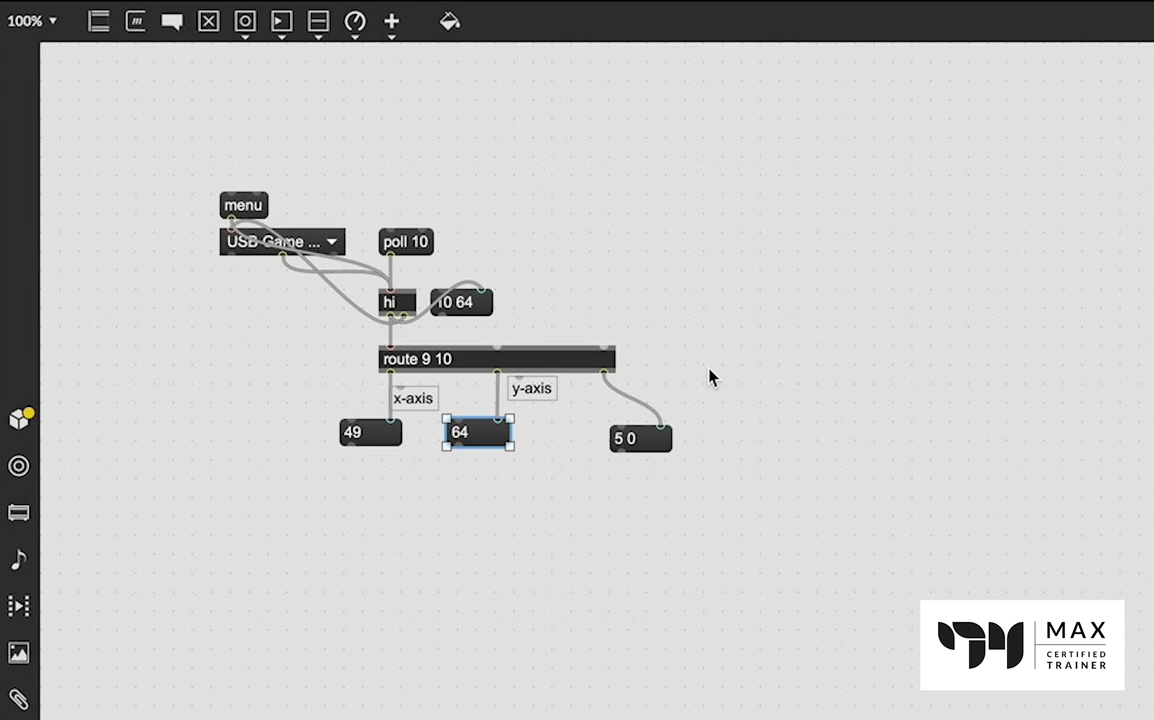 100%
menu
USB Game ...
poll 10
hi
10 64
route 9 10
x-axis
y-axis
49
64
5 0
MAX
CERTIFIED
TRAINER